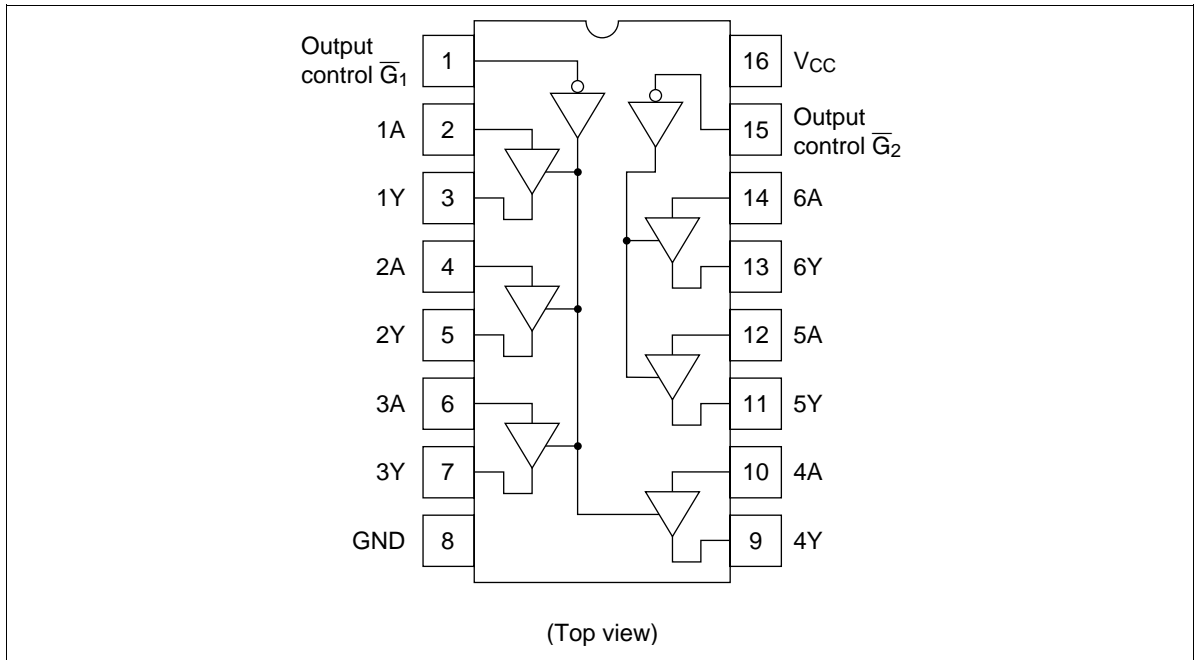 Output
control G̅1
1
1A
2
1Y
3
2A
4
2Y
5
3A
6
3Y
7
GND
8
16
VCC
15
Output
control G̅2
14
6A
13
6Y
12
5A
11
5Y
10
4A
9
4Y
(Top view)